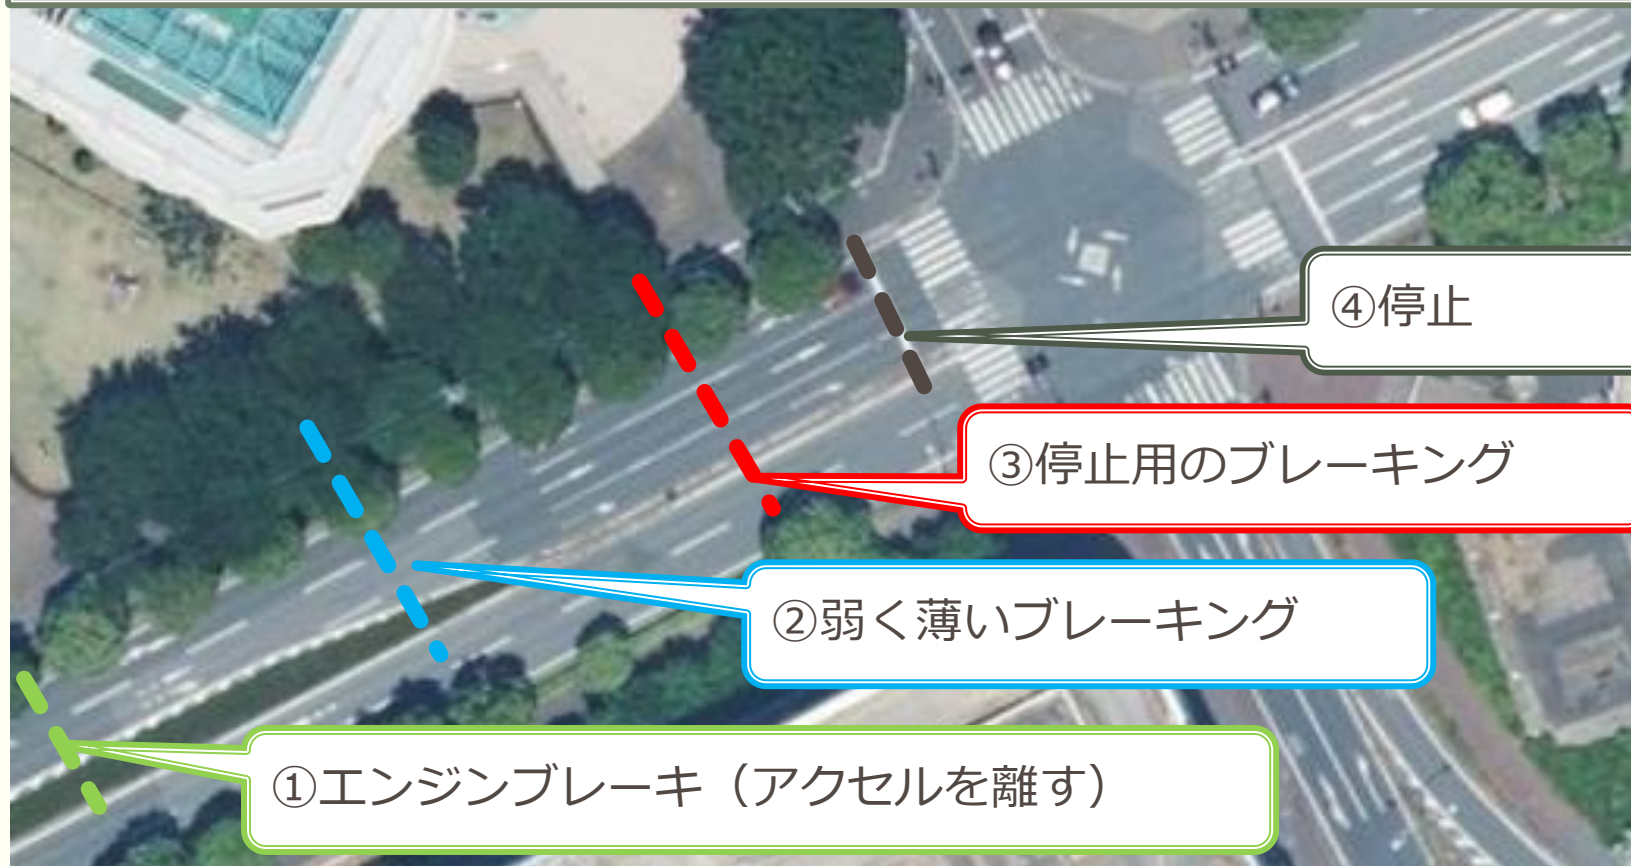 ④停止
③停止用のブレーキング
②弱く薄いブレーキング
①エンジンブレーキ（アクセルを離す）